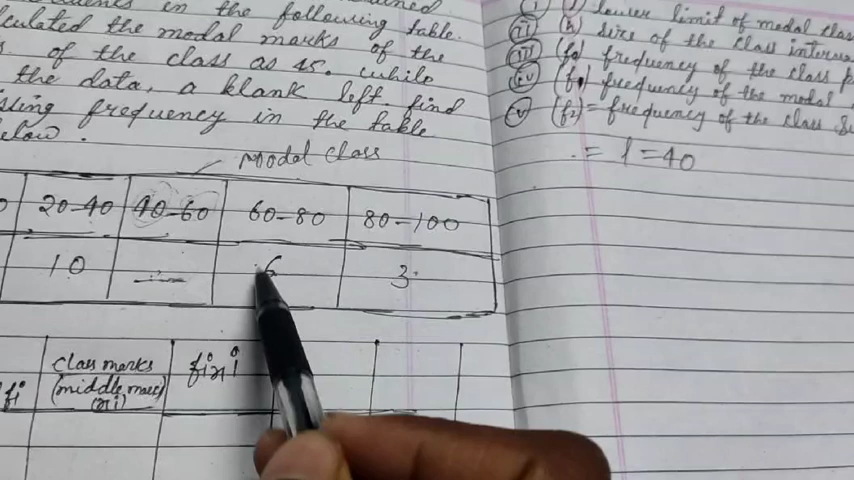 in the following table.
calculated the modal marks of the
of the class as 45. while
the data, a klank left. find
frequency in the table
below.
Modal class
20-40 40-60 60-80 80-100
10 6 3
fi class marks (middle marks) (xi) fixi
(l) lower limit of modal class
(ii) (h) size of the class
(iii) (f0) frequency of the class
(iv) (f1) frequency of the modal
(v) (f2) = frequency of the class
= l = 40